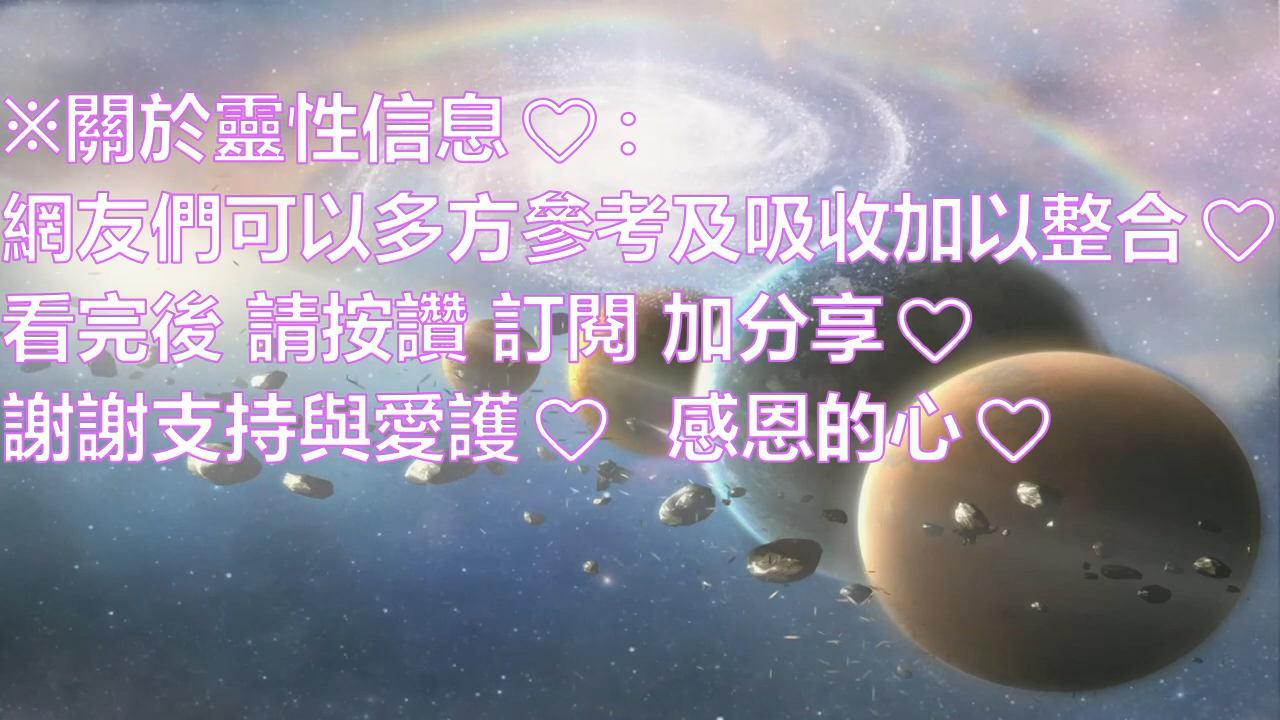 ※關於靈性信息♡:
網友們可以多方參考及吸收加以整合♡
看完後 請按讚 訂閱 加分享♡
謝謝支持與愛護♡ 感恩的心♡